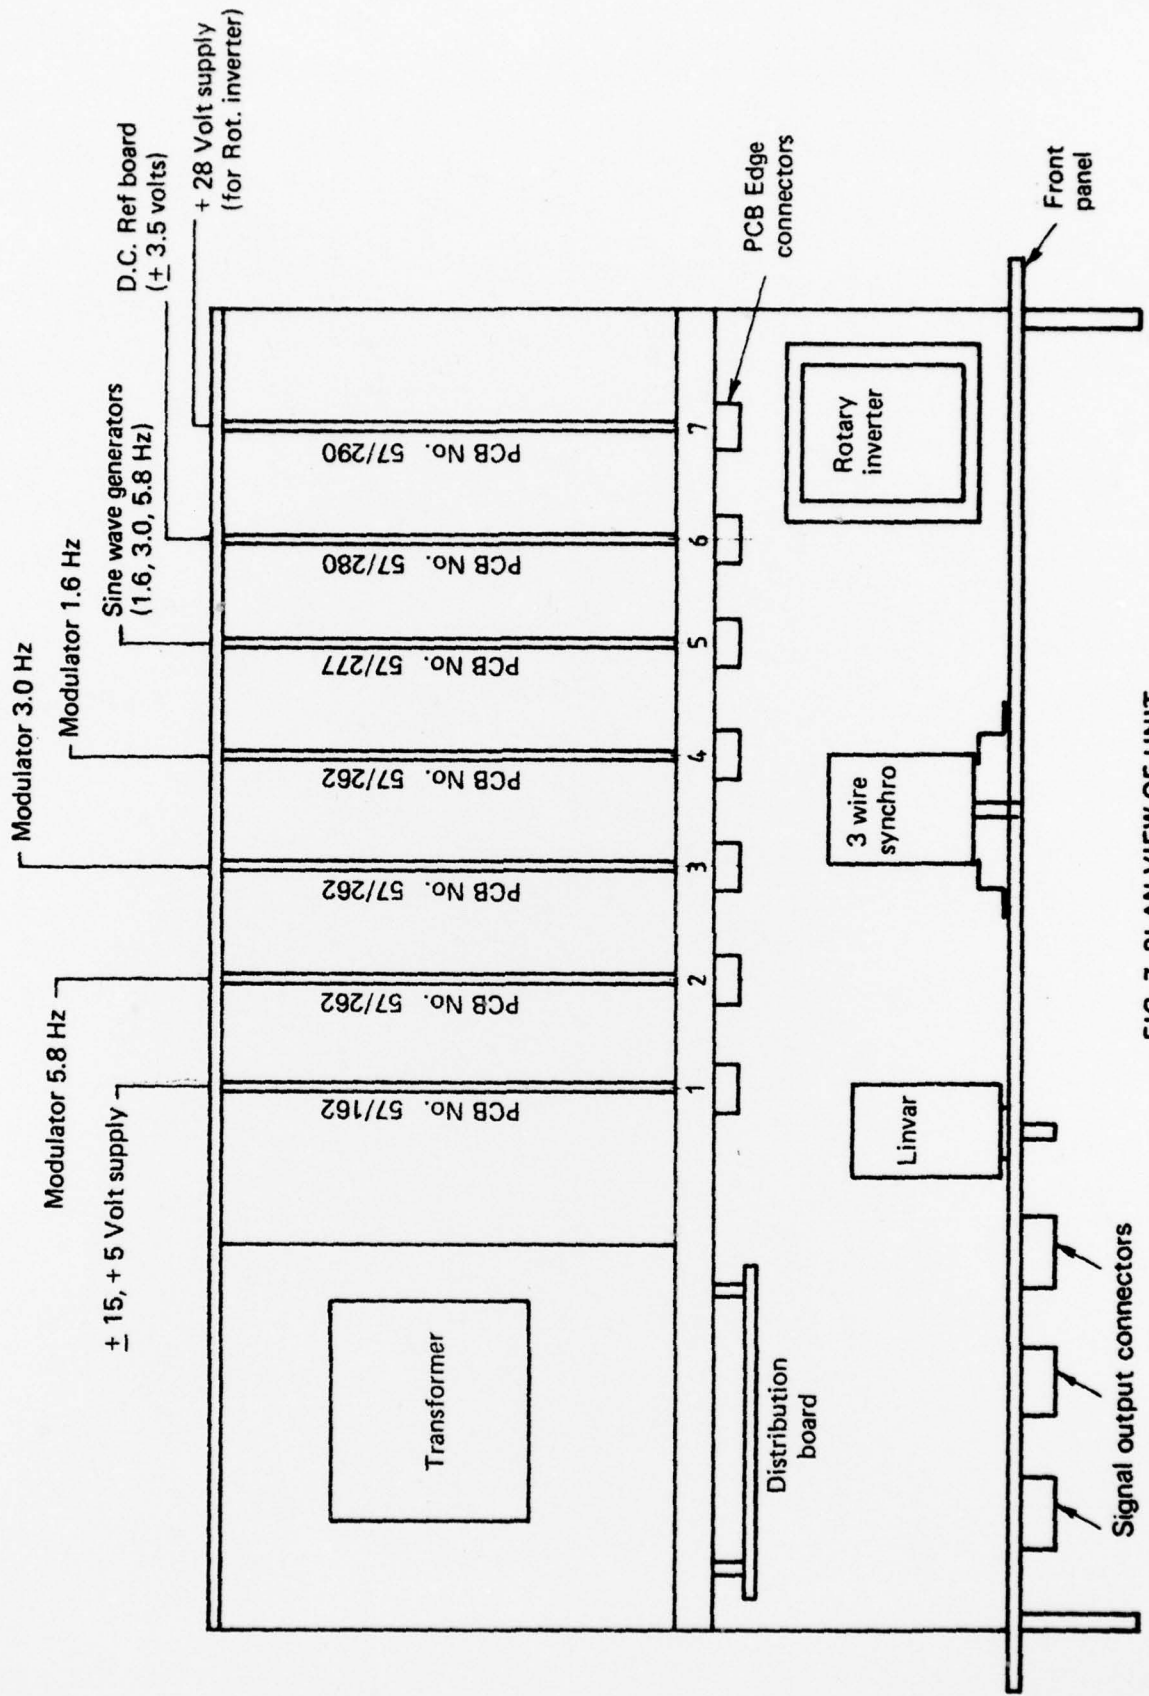 Modulator 3.0 Hz
Modulator 1.6 Hz
Modulator 5.8 Hz
Sine wave generators
(1.6, 3.0, 5.8 Hz)
D.C. Ref board
(± 3.5 volts)
± 15, + 5 Volt supply
+ 28 Volt supply
(for Rot. inverter)
Transformer
PCB No. 57/162
PCB No. 57/262
PCB No. 57/262
PCB No. 57/262
PCB No. 57/277
PCB No. 57/280
PCB No. 57/290
1
2
3
4
5
6
7
PCB Edge
connectors
Distribution
board
Linvar
3 wire
synchro
Rotary
inverter
Front
panel
Signal output connectors
FIG. 7 PLAN VIEW OF UNIT